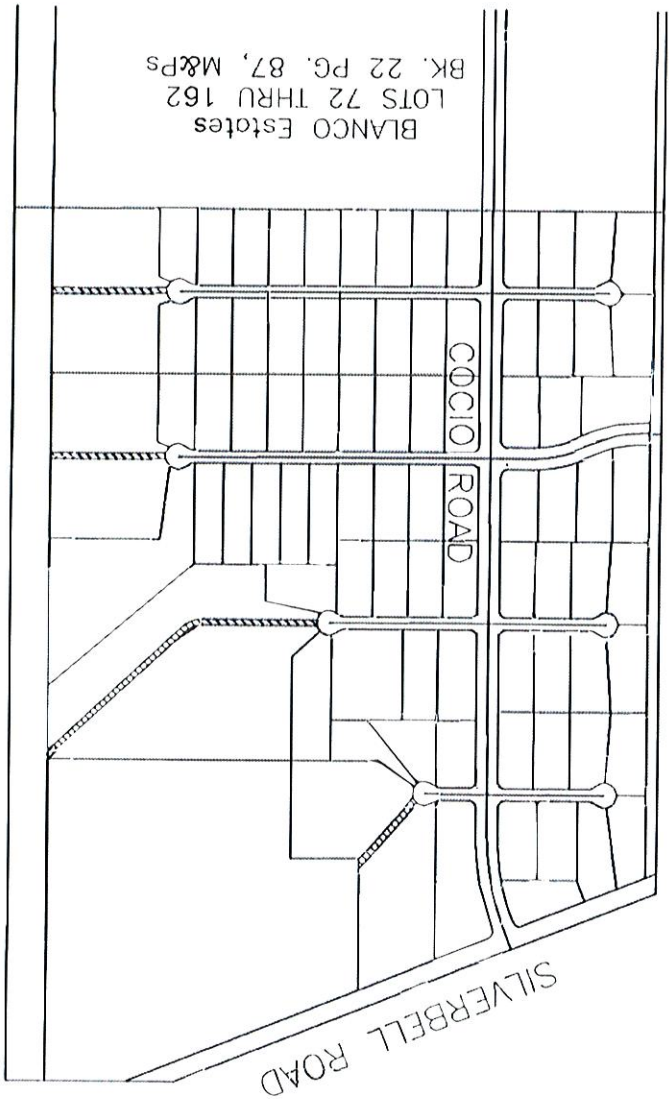 BLANCO Estates
LOTS 72 THRU 162
BK. 22 PG. 87, M&Ps
COCIO ROAD
SILVERBELL ROAD